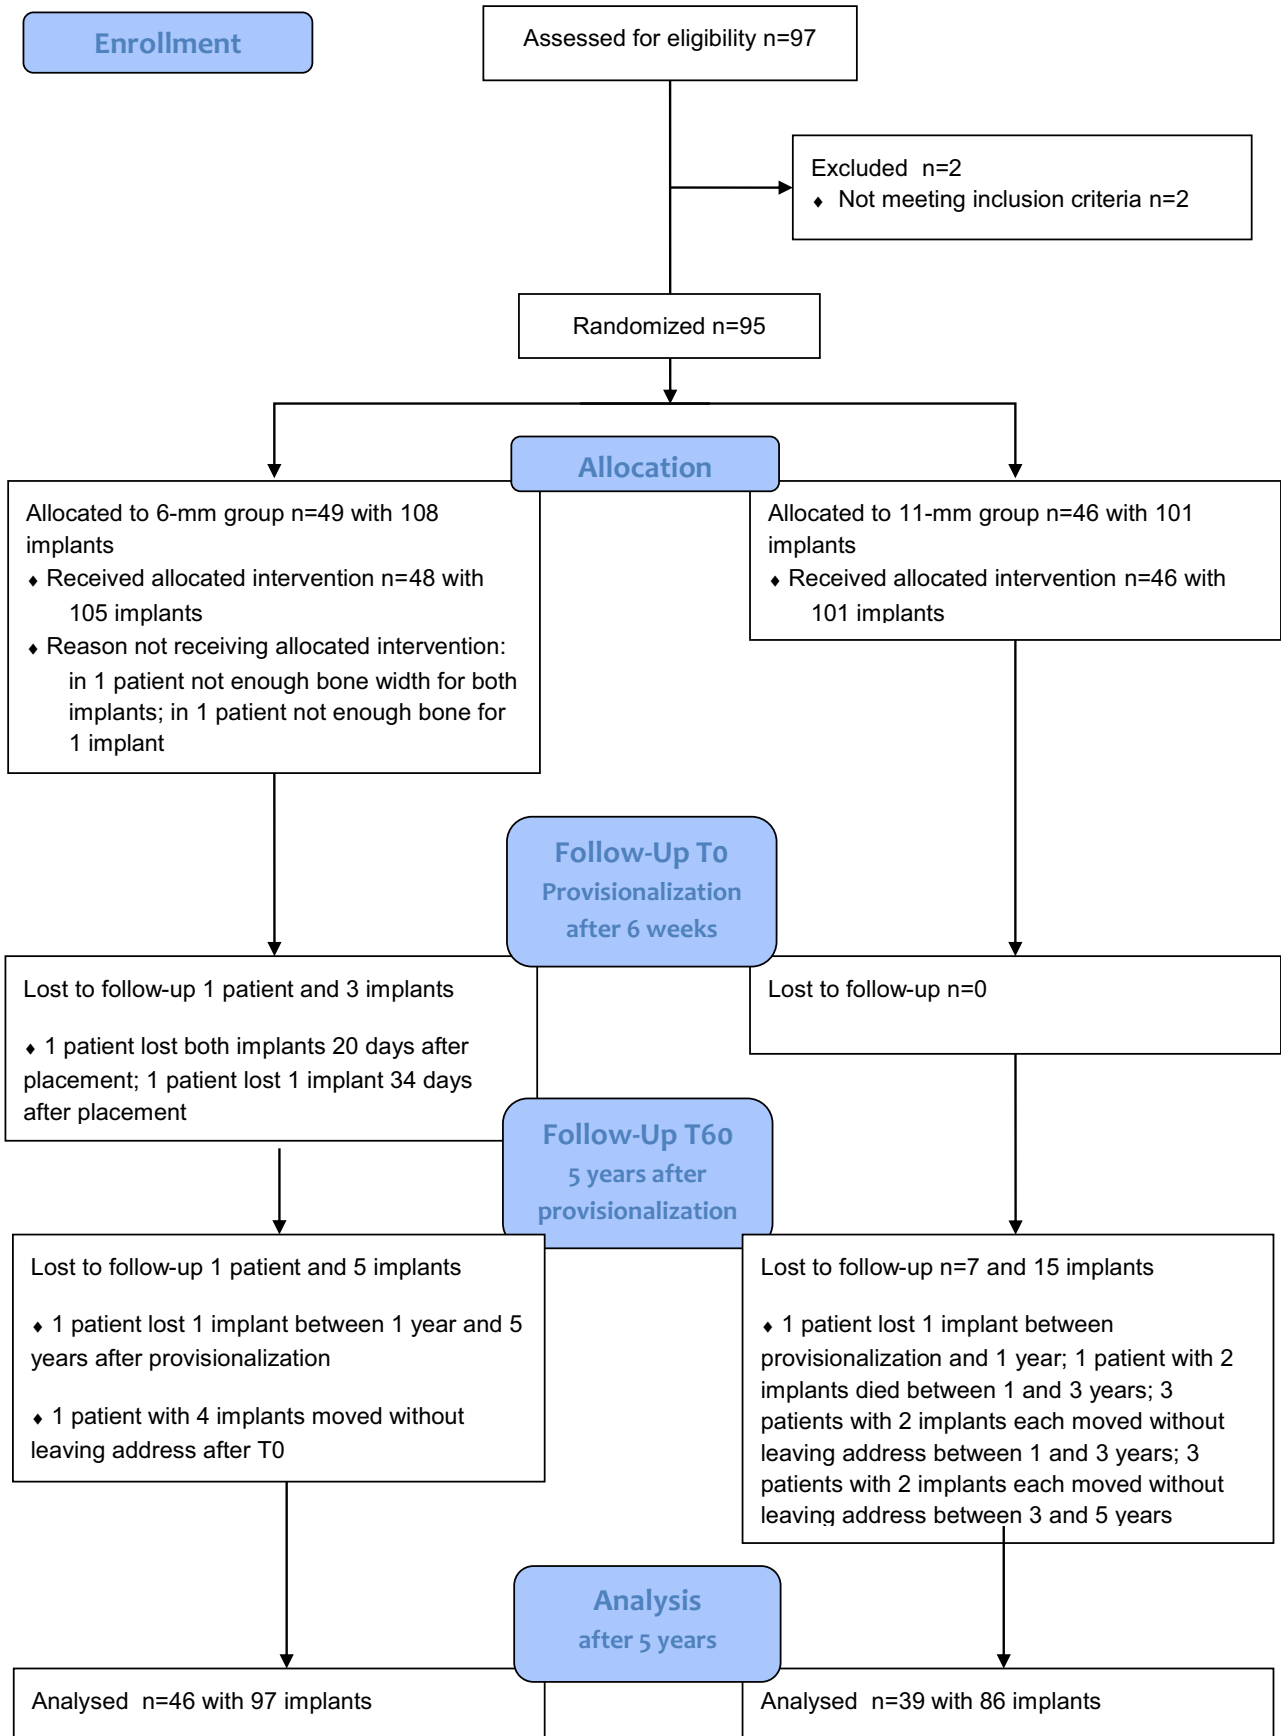 Enrollment
Assessed for eligibility n=97
Excluded n=2
♦ Not meeting inclusion criteria n=2
Randomized n=95
Allocation
Allocated to 6-mm group n=49 with 108
implants
♦ Received allocated intervention n=48 with
105 implants
♦ Reason not receiving allocated intervention:
in 1 patient not enough bone width for both
implants; in 1 patient not enough bone for
1 implant
Allocated to 11-mm group n=46 with 101
implants
♦ Received allocated intervention n=46 with
101 implants
Follow-Up T0
Provisionalization
after 6 weeks
Lost to follow-up 1 patient and 3 implants
♦ 1 patient lost both implants 20 days after
placement; 1 patient lost 1 implant 34 days
after placement
Lost to follow-up n=0
Follow-Up T60
5 years after
provisionalization
Lost to follow-up 1 patient and 5 implants
♦ 1 patient lost 1 implant between 1 year and 5
years after provisionalization
♦ 1 patient with 4 implants moved without
leaving address after T0
Lost to follow-up n=7 and 15 implants
♦ 1 patient lost 1 implant between
provisionalization and 1 year; 1 patient with 2
implants died between 1 and 3 years; 3
patients with 2 implants each moved without
leaving address between 1 and 3 years; 3
patients with 2 implants each moved without
leaving address between 3 and 5 years
Analysis
after 5 years
Analysed n=46 with 97 implants
Analysed n=39 with 86 implants